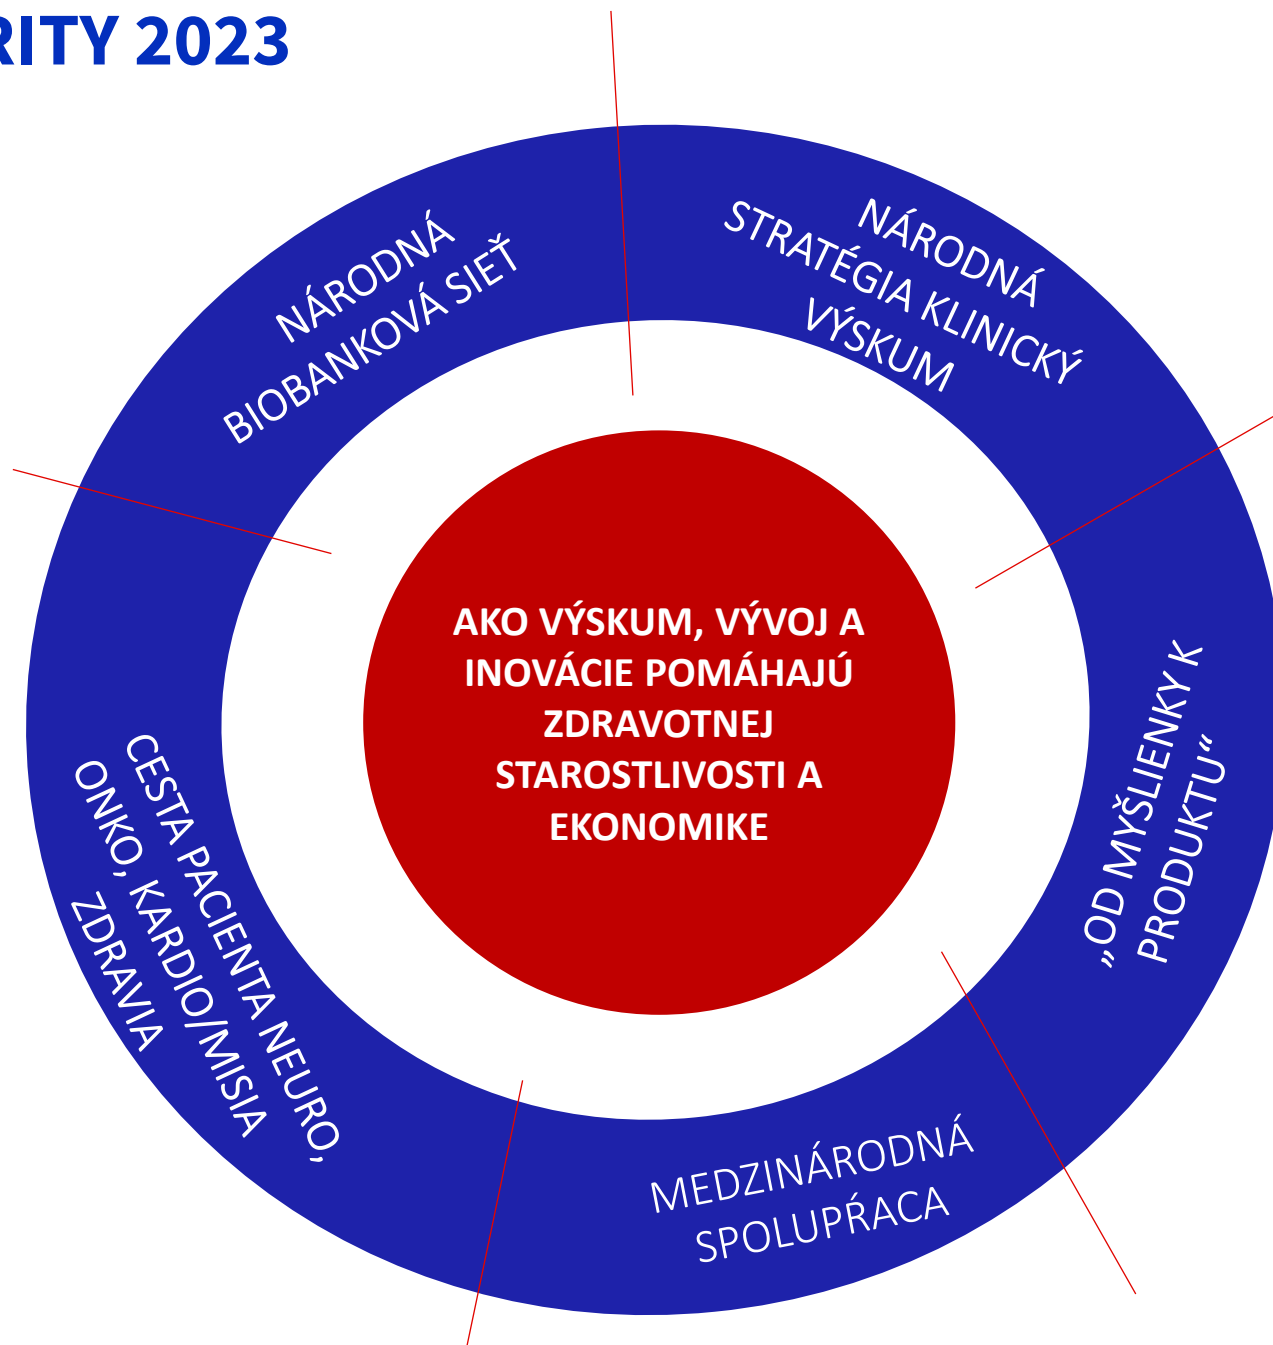 RITY 2023
NÁRODNÁ
BIOBANKOVÁ SIEŤ
NÁRODNÁ
STRATÉGIA KLINICKÝ
VÝSKUM
„OD MYŠLIENKY K
PRODUKTU“
MEDZINÁRODNÁ
SPOLUPŔACA
CESTA PACIENTA NEURO,
ONKO, KARDIO/MISIA
ZDRAVIA
AKO VÝSKUM, VÝVOJ A
INOVÁCIE POMÁHAJÚ
ZDRAVOTNEJ
STAROSTLIVOSTI A
EKONOMIKE